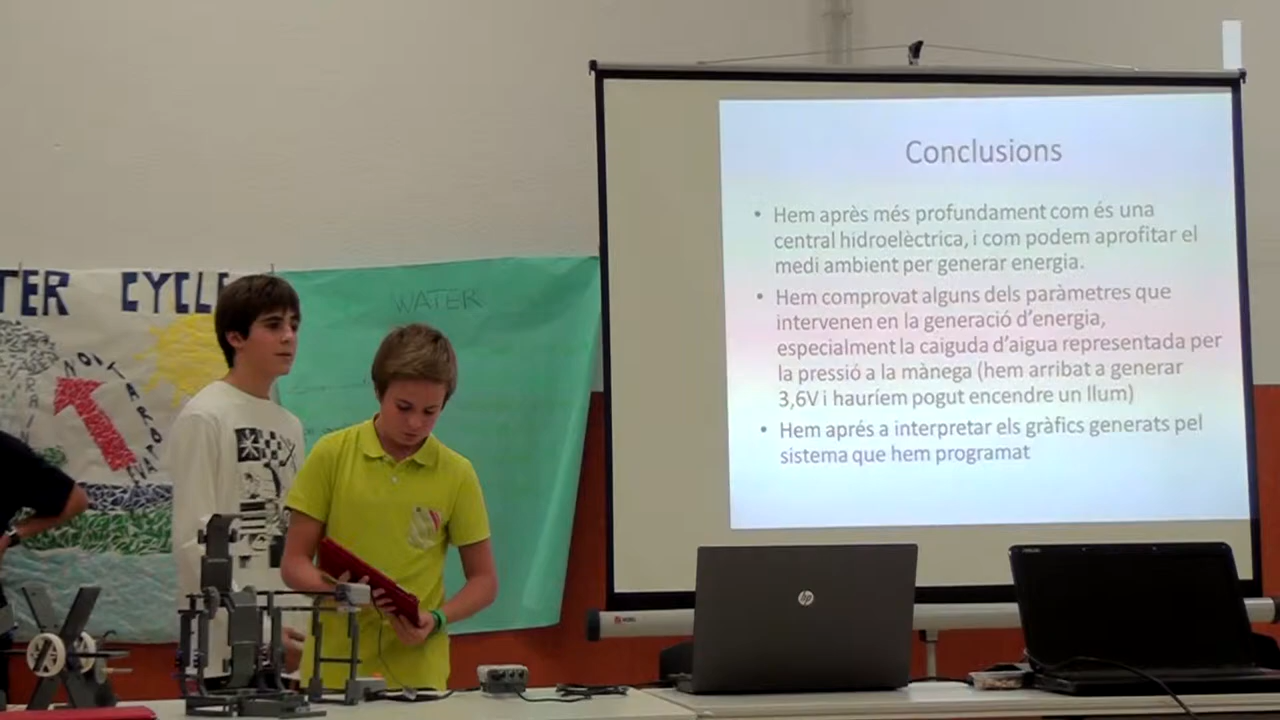 TER CYCLE
WATER
Conclusions
• Hem après més profundament com és una
central hidroelèctrica, i com podem aprofitar el
medi ambient per generar energia.
• Hem comprovat alguns dels paràmetres que
intervenen en la generació d'energia,
especialment la caiguda d'aigua representada per
la pressió a la mànega (hem arribat a generar
3,6V i hauríem pogut encendre un llum)
• Hem aprés a interpretar els gràfics generats pel
sistema que hem programat
hp